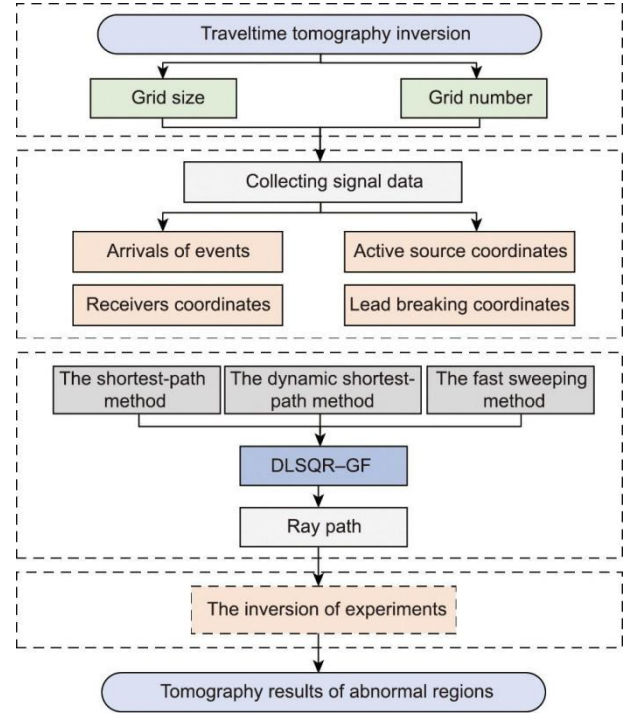 Traveltime tomography inversion
Grid size
Grid number
Collecting signal data
Arrivals of events
Active source coordinates
Receivers coordinates
Lead breaking coordinates
The shortest-path
method
The dynamic shortest-
path method
The fast sweeping
method
DLSQR–GF
Ray path
The inversion of experiments
Tomography results of abnormal regions